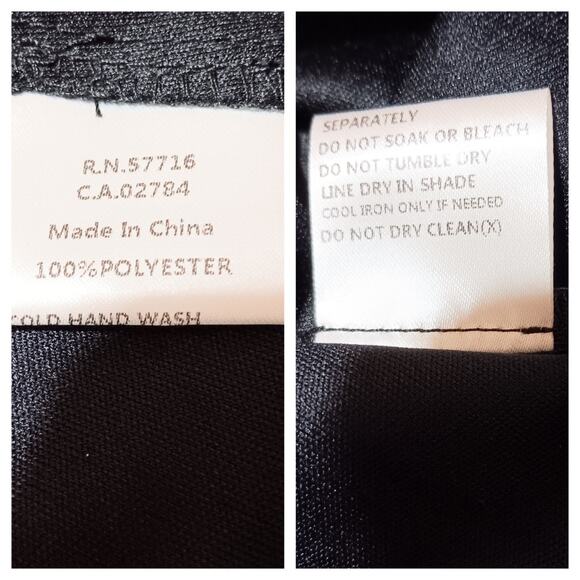 R.N.57716
C.A.02784
Made In China
100%POLYESTER
COLD HAND WASH
SEPARATELY
DO NOT SOAK OR BLEACH
DO NOT TUMBLE DRY
LINE DRY IN SHADE
COOL IRON ONLY IF NEEDED
DO NOT DRY CLEAN(X)